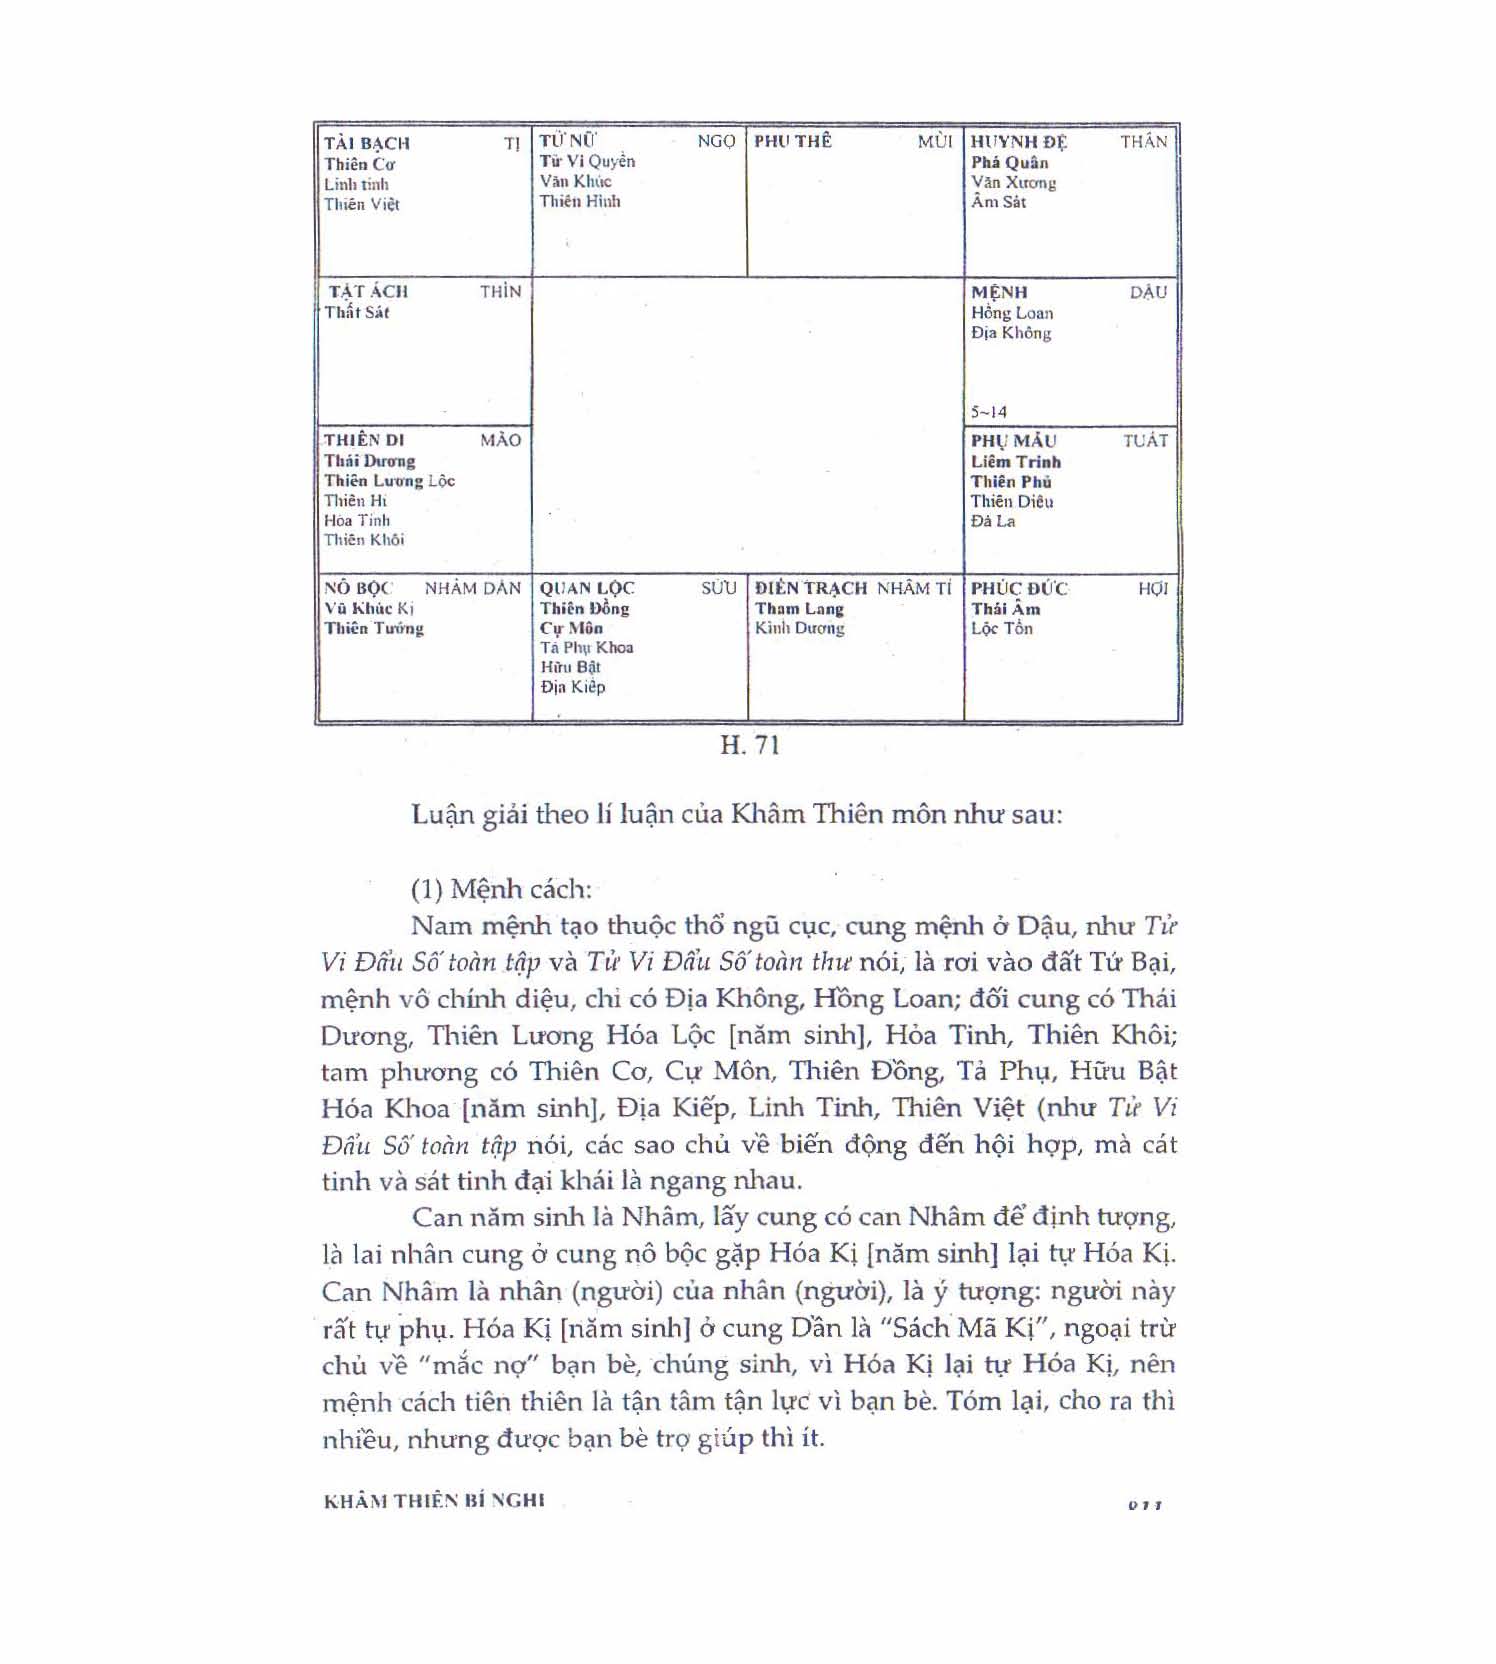 TÀI BẠCH TỊ
Thiên Cơ
Linh tinh
Thiên Việt
TỬ NỮ NGỌ
Tử Vi Quyền
Văn Khúc
Thiên Hình
PHU THÊ MÙI
HUYNH ĐỆ THÂN
Phá Quân
Văn Xương
Âm Sát
TẬT ÁCH THÌN
Thất Sát
MỆNH DẬU
Hồng Loan
Địa Không
5~14
THIÊN DI MÃO
Thái Dương
Thiên Lương Lộc
Thiên Hỉ
Hỏa Tinh
Thiên Khôi
PHỤ MẪU TUẤT
Liêm Trinh
Thiên Phủ
Thiên Diêu
Đà La
NÔ BỘC NHÂM DẦN
Vũ Khúc Kị
Thiên Tướng
QUAN LỘC SỬU
Thiên Đồng
Cự Môn
Tả Phụ Khoa
Hữu Bật
Địa Kiếp
ĐIỀN TRẠCH NHÂM TÍ
Tham Lang
Kình Dương
PHÚC ĐỨC HỢI
Thái Âm
Lộc Tồn
H. 71
Luận giải theo lí luận của Khâm Thiên môn như sau:
(1) Mệnh cách:
Nam mệnh tạo thuộc thổ ngũ cục, cung mệnh ở Dậu, như Tử
Vi Đẩu Số toàn tập và Tử Vi Đẩu Số toàn thư nói, là rơi vào đất Tứ Bại,
mệnh vô chính diệu, chỉ có Địa Không, Hồng Loan; đối cung có Thái
Dương, Thiên Lương Hóa Lộc [năm sinh], Hỏa Tinh, Thiên Khôi;
tam phương có Thiên Cơ, Cự Môn, Thiên Đồng, Tả Phụ, Hữu Bật
Hóa Khoa [năm sinh], Địa Kiếp, Linh Tinh, Thiên Việt (như Tử Vi
Đẩu Số toàn tập nói, các sao chủ về biến động đến hội hợp, mà cát
tinh và sát tinh đại khái là ngang nhau.
Can năm sinh là Nhâm, lấy cung có can Nhâm để định tượng,
là lai nhân cung ở cung nô bộc gặp Hóa Kị [năm sinh] lại tự Hóa Kị.
Can Nhâm là nhân (người) của nhân (người), là ý tượng: người này
rất tự phụ. Hóa Kị [năm sinh] ở cung Dần là "Sách Mã Kị", ngoại trừ
chủ về "mắc nợ" bạn bè, chúng sinh, vì Hóa Kị lại tự Hóa Kị, nên
mệnh cách tiên thiên là tận tâm tận lực vì bạn bè. Tóm lại, cho ra thì
nhiều, nhưng được bạn bè trợ giúp thì ít.
KHÂM THIÊN BÍ NGHI